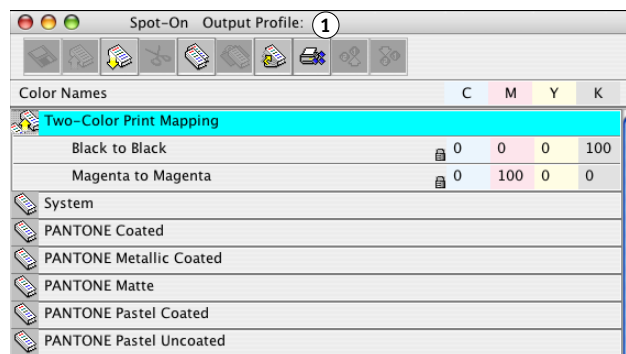 Spot-On Output Profile: 1
Color Names C M Y K
Two-Color Print Mapping
Black to Black 0 0 0 100
Magenta to Magenta 0 100 0 0
System
PANTONE Coated
PANTONE Metallic Coated
PANTONE Matte
PANTONE Pastel Coated
PANTONE Pastel Uncoated